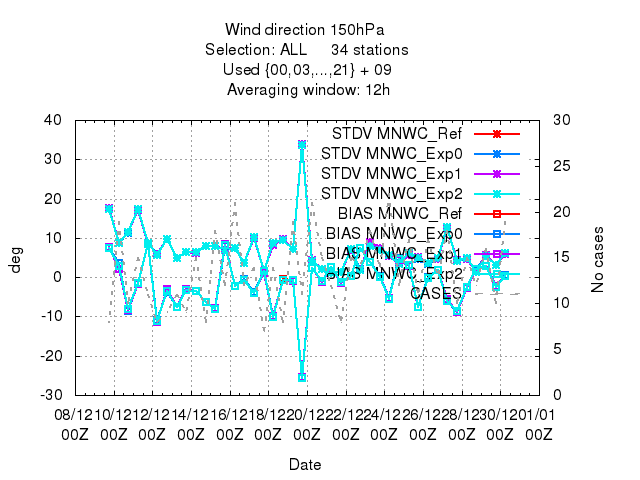 Wind direction 150hPa
Selection: ALL 34 stations
Used {00,03,...,21} + 09
Averaging window: 12h
40
30
20
10
0
-10
-20
-30
deg
30
25
20
15
10
5
0
No cases
STDV MNWC_Ref
STDV MNWC_Exp0
STDV MNWC_Exp1
STDV MNWC_Exp2
BIAS MNWC_Ref
BIAS MNWC_Exp0
BIAS MNWC_Exp1
BIAS MNWC_Exp2
CASES
08/12 10/12 12/12 14/12 16/12 18/12 20/12 22/12 24/12 26/12 28/12 30/12 01/01
00Z 00Z 00Z 00Z 00Z 00Z 00Z 00Z 00Z 00Z 00Z 00Z 00Z
Date